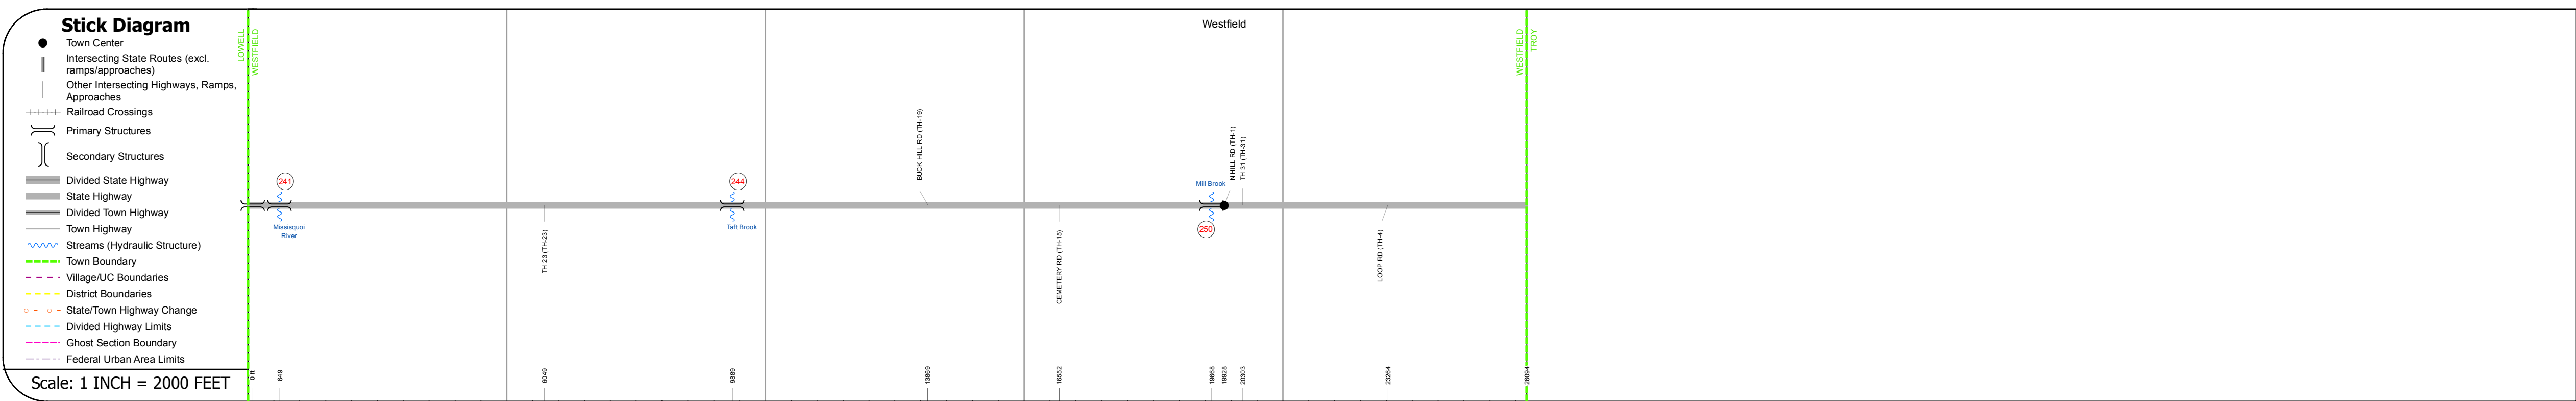 Stick Diagram
Town Center
Intersecting State Routes (excl.
ramps/approaches)
Other Intersecting Highways, Ramps,
Approaches
Railroad Crossings
Primary Structures
Secondary Structures
Divided State Highway
State Highway
Divided Town Highway
Town Highway
Streams (Hydraulic Structure)
Town Boundary
Village/UC Boundaries
District Boundaries
State/Town Highway Change
Divided Highway Limits
Ghost Section Boundary
Federal Urban Area Limits
Scale: 1 INCH = 2000 FEET
LOWELL
WESTFIELD
Westfield
WESTFIELD
TROY
241
Missisquoi
River
TH 23 (TH-23)
244
Taft Brook
BUCK HILL RD (TH-19)
CEMETERY RD (TH-15)
Mill Brook
250
N HILL RD (TH-1)
TH 31 (TH-31)
LOOP RD (TH-4)
0 ft
649
6049
9889
13869
16552
19668
19928
20303
23264
26094